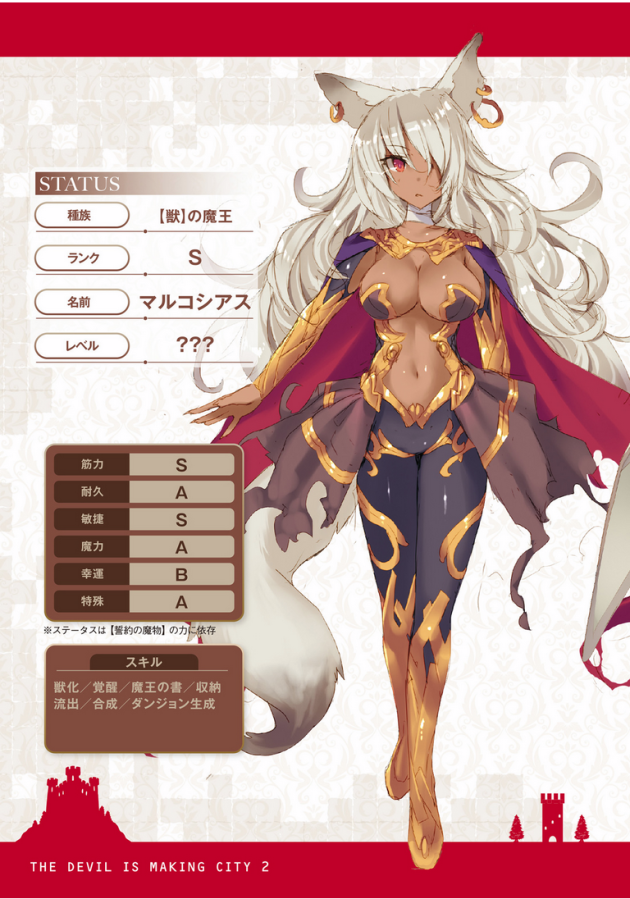 STATUS
種族 【獣】の魔王
ランク S
名前 マルコシアス
レベル ???
筋力 S
耐久 A
敏捷 S
魔力 A
幸運 B
特殊 A
※ステータスは【誓約の魔物】の力に依存
スキル
獣化／覚醒／魔王の書／収納
流出／合成／ダンジョン生成
THE DEVIL IS MAKING CITY 2